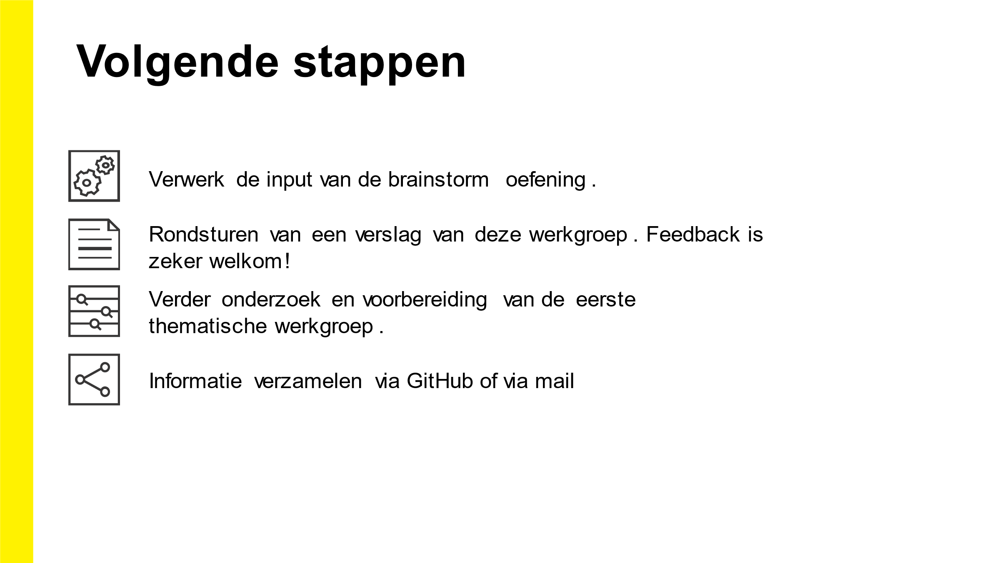 Volgende stappen
Verwerk de input van de brainstorm oefening.
Rondsturen van een verslag van deze werkgroep. Feedback is
zeker welkom!
Verder onderzoek en voorbereiding van de eerste
thematische werkgroep.
Informatie verzamelen via GitHub of via mail